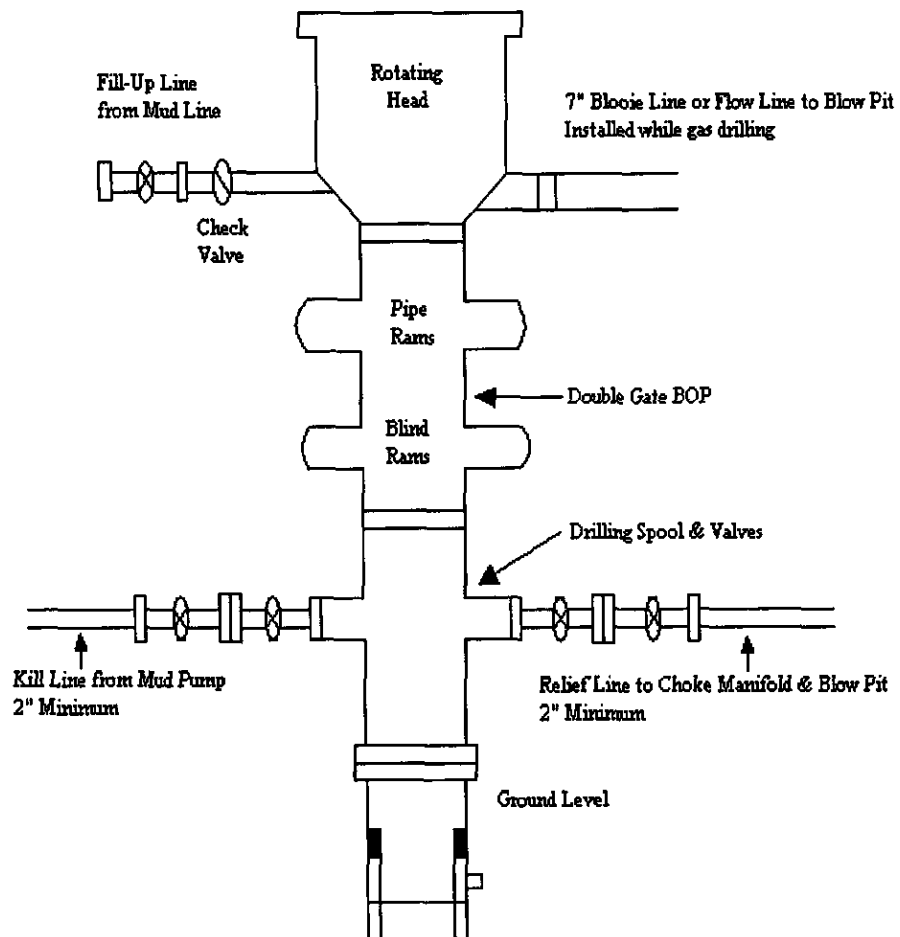 Rotating
Head
Fill-Up Line
from Mud Line
7" Blooie Line or Flow Line to Blow Pit
Installed while gas drilling
Check
Valve
Pipe
Rams
Double Gate BOP
Blind
Rams
Drilling Spool & Valves
Kill Line from Mud Pump
2" Minimum
Relief Line to Choke Manifold & Blow Pit
2" Minimum
Ground Level